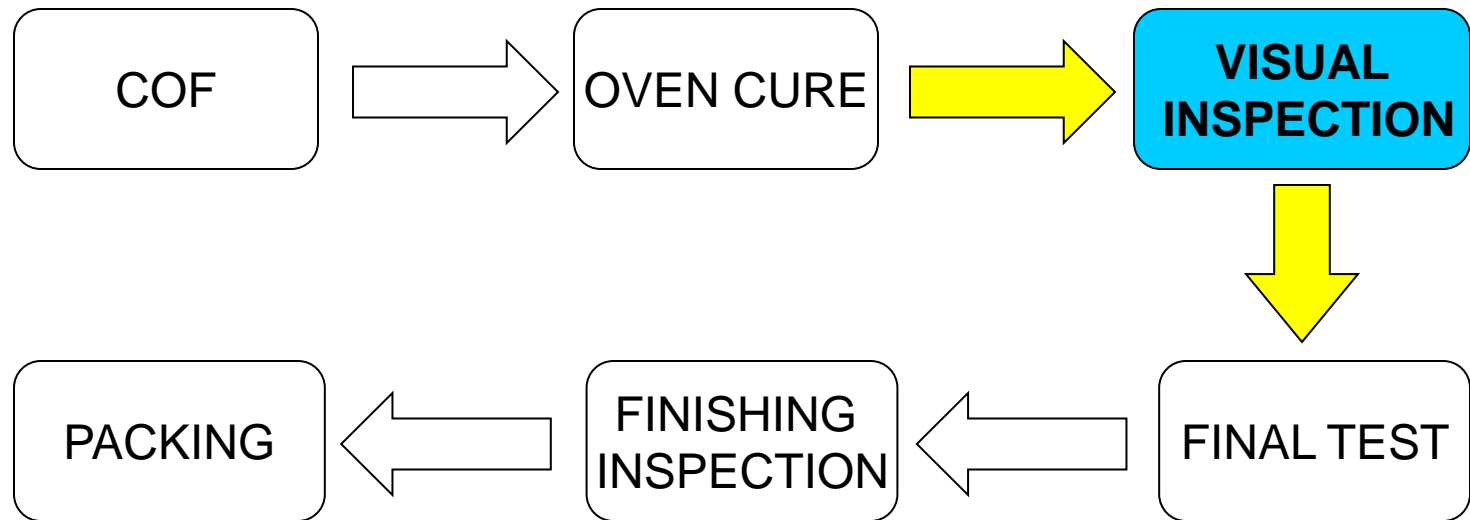 COF
OVEN CURE
VISUAL
INSPECTION
FINAL TEST
FINISHING
INSPECTION
PACKING